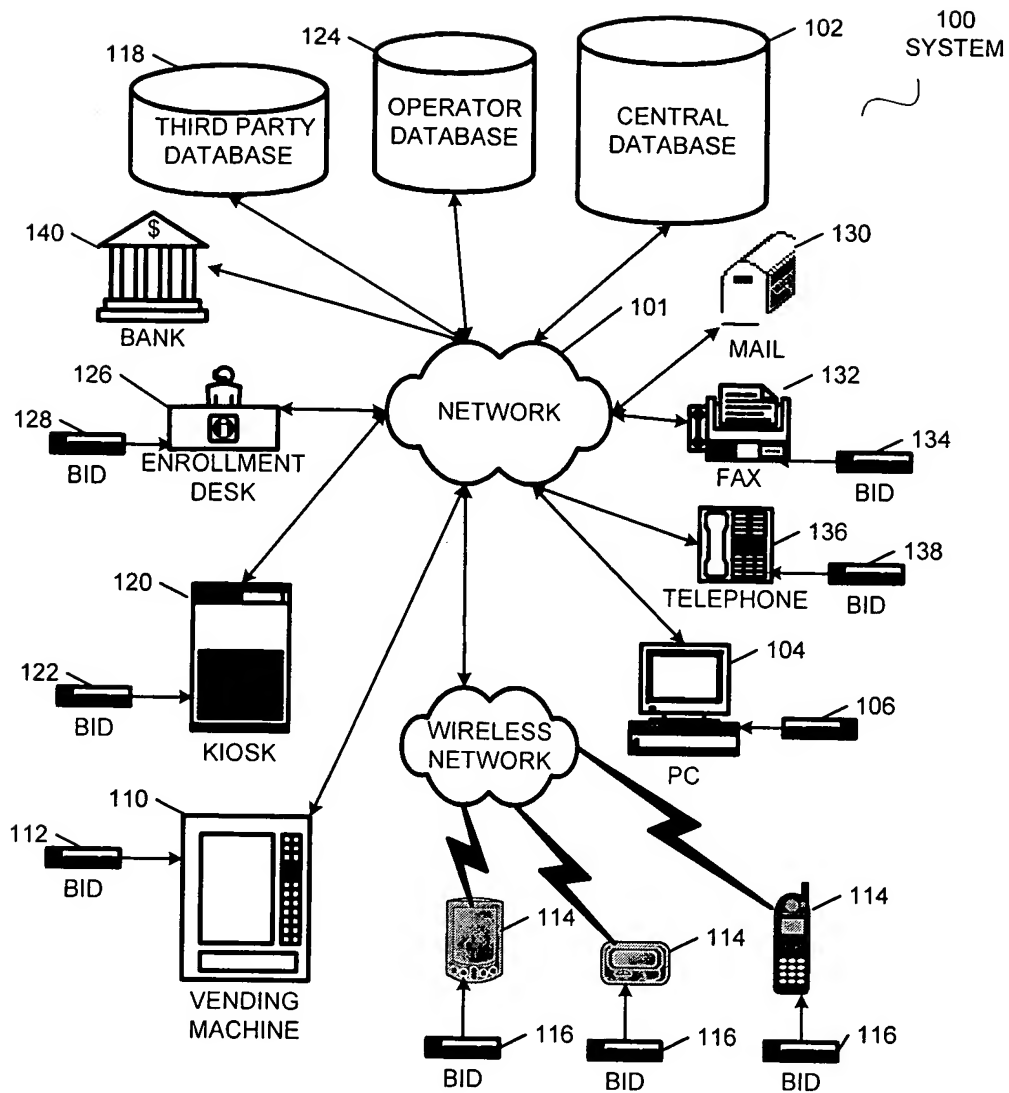 100
SYSTEM
102
124
118
THIRD PARTY
DATABASE
OPERATOR
DATABASE
CENTRAL
DATABASE
140
$
BANK
130
MAIL
101
NETWORK
126
128
BID
ENROLLMENT
DESK
132
FAX
134
BID
136
TELEPHONE
138
BID
120
122
BID
KIOSK
104
106
PC
WIRELESS
NETWORK
110
112
BID
VENDING
MACHINE
114
114
114
116
BID
116
BID
116
BID